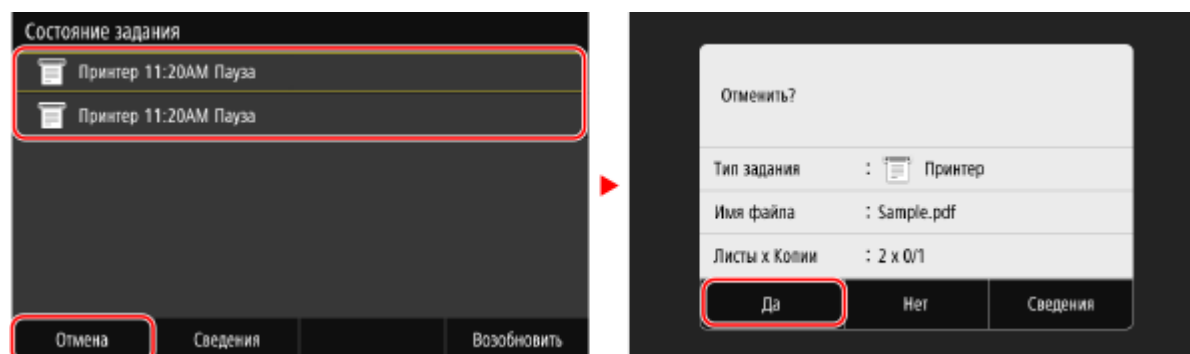 Состояние задания
Принтер 11:20AM Пауза
Принтер 11:20AM Пауза
Отмена Сведения Возобновить
Отменить?
Тип задания : Принтер
Имя файла : Sample.pdf
Листы x Копии : 2 x 0/1
Да Нет Сведения